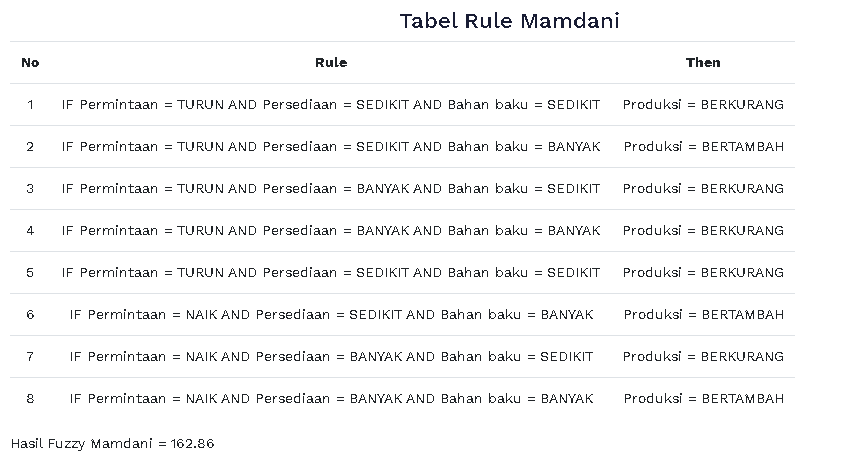 Tabel Rule Mamdani
No Rule Then
1 IF Permintaan = TURUN AND Persediaan = SEDIKIT AND Bahan baku = SEDIKIT Produksi = BERKURANG
2 IF Permintaan = TURUN AND Persediaan = SEDIKIT AND Bahan baku = BANYAK Produksi = BERTAMBAH
3 IF Permintaan = TURUN AND Persediaan = BANYAK AND Bahan baku = SEDIKIT Produksi = BERKURANG
4 IF Permintaan = TURUN AND Persediaan = BANYAK AND Bahan baku = BANYAK Produksi = BERKURANG
5 IF Permintaan = TURUN AND Persediaan = SEDIKIT AND Bahan baku = SEDIKIT Produksi = BERKURANG
6 IF Permintaan = NAIK AND Persediaan = SEDIKIT AND Bahan baku = BANYAK Produksi = BERTAMBAH
7 IF Permintaan = NAIK AND Persediaan = BANYAK AND Bahan baku = SEDIKIT Produksi = BERKURANG
8 IF Permintaan = NAIK AND Persediaan = BANYAK AND Bahan baku = BANYAK Produksi = BERTAMBAH
Hasil Fuzzy Mamdani = 162.86